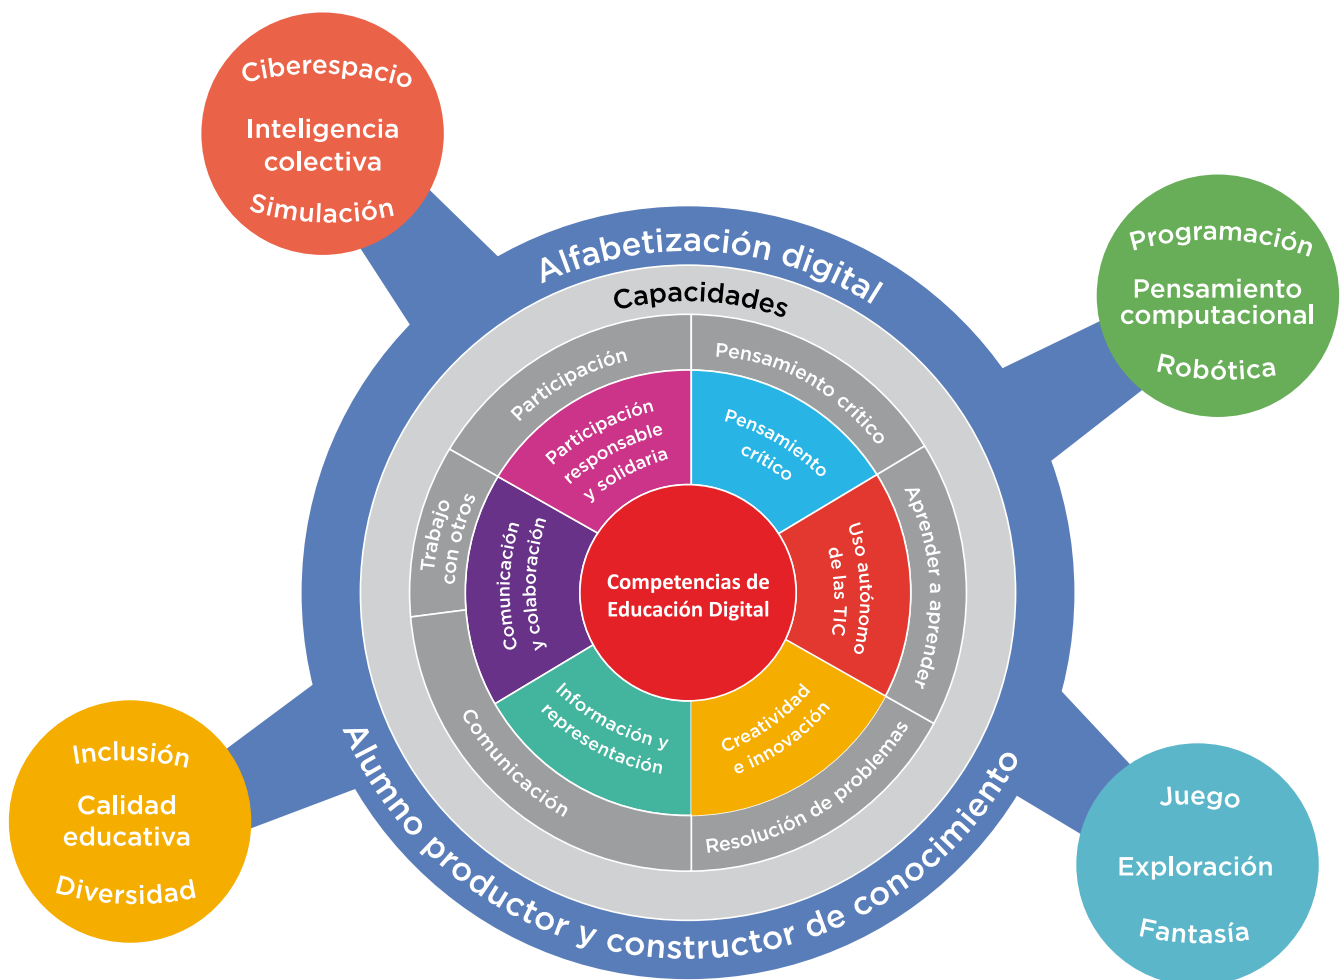 Ciberespacio
Inteligencia
colectiva
Simulación
Programación
Pensamiento
computacional
Robótica
Alfabetización digital
Capacidades
Participación
Pensamiento crítico
Participación
responsable
y solidaria
Pensamiento
crítico
Trabajo
con otros
Comunicación
y colaboración
Competencias de
Educación Digital
Uso autónomo
de las TIC
Aprender a aprender
Información y
representación
Creatividad
e innovación
Comunicación
Resolución de problemas
Alumno productor y constructor de conocimiento
Inclusión
Calidad
educativa
Diversidad
Juego
Exploración
Fantasía